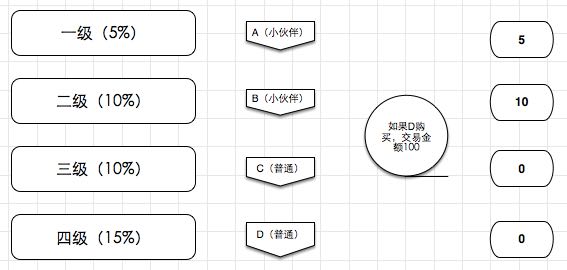 一级（5%）
A（小伙伴）
5
二级（10%）
B（小伙伴）
10
如果D购
买，交易金
额100
三级（10%）
C（普通）
0
四级（15%）
D（普通）
0